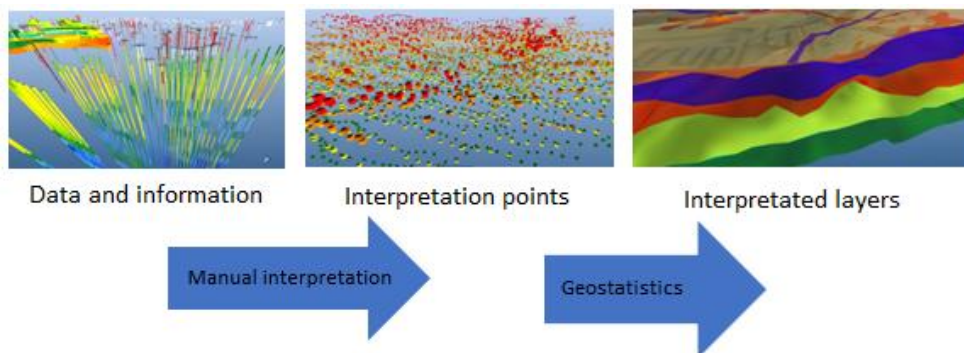 Data and information
Interpretation points
Interpretated layers
Manual interpretation
Geostatistics